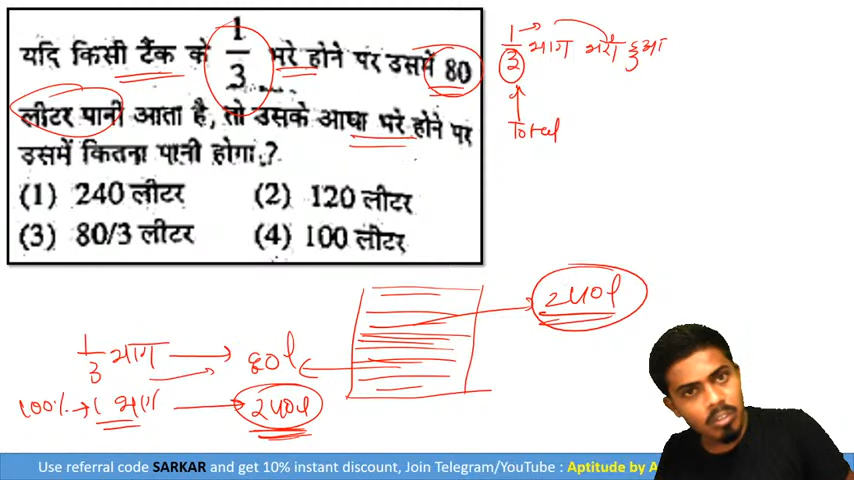 यदि किसी टैंक के 1/3 भरे होने पर उसमें 80
लीटर पानी आता है, तो उसके आधा भरे होने पर
उसमें कितना पानी होगा ?
(1) 240 लीटर (2) 120 लीटर
(3) 80/3 लीटर (4) 100 लीटर
1/3 → भाग भरा हुआ
Total
240l
1/3 भाग → 80l
100% → 1 भाग → 240l
Use referral code SARKAR and get 10% instant discount, Join Telegram/YouTube : Aptitude by A